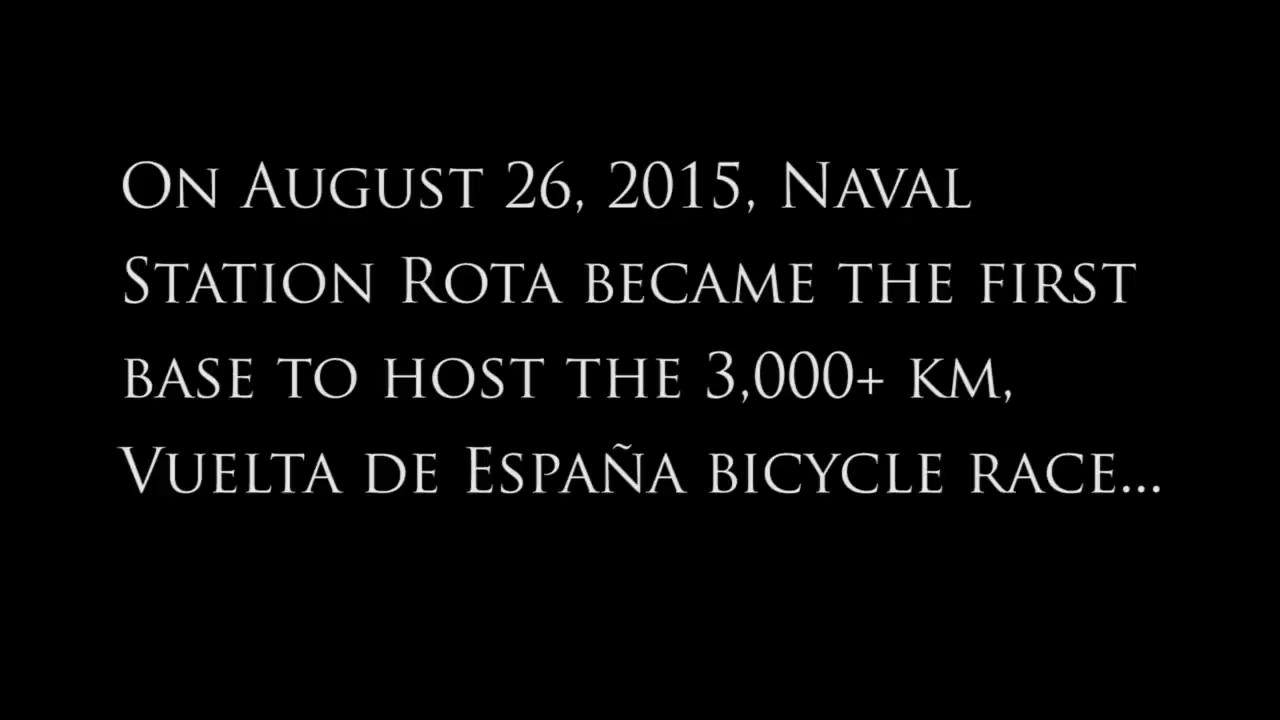 On August 26, 2015, Naval
Station Rota became the first
base to host the 3,000+ km,
Vuelta de España bicycle race...